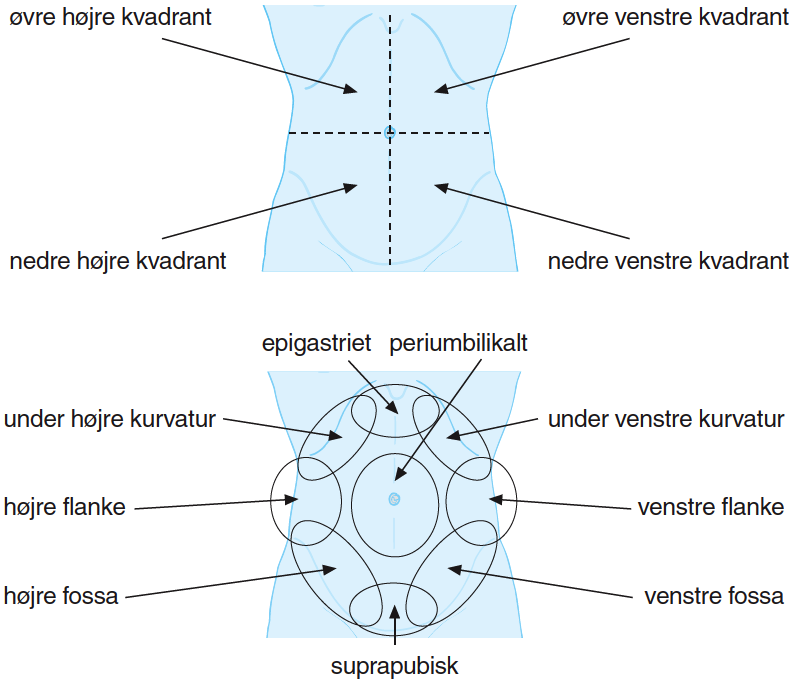 øvre højre kvadrant
øvre venstre kvadrant
nedre højre kvadrant
nedre venstre kvadrant
epigastriet
periumbilikalt
under højre kurvatur
under venstre kurvatur
højre flanke
venstre flanke
højre fossa
venstre fossa
suprapubisk